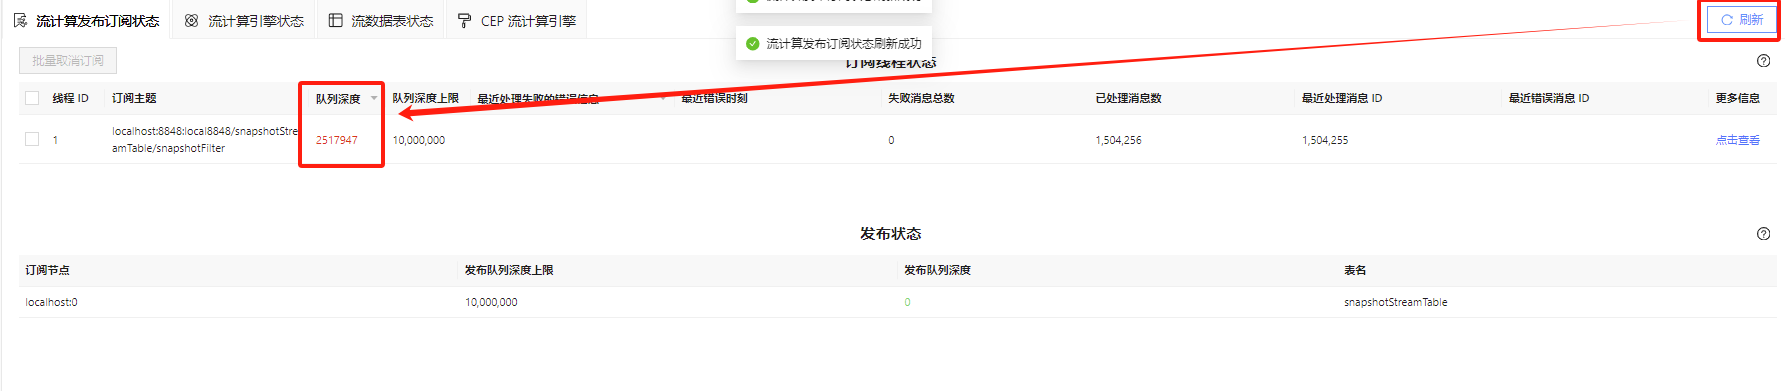 流计算发布订阅状态 流计算引擎状态 流数据表状态 CEP 流计算引擎 刷新
流计算发布订阅状态刷新成功
批量取消订阅
订阅线程状态
线程 ID 订阅主题 队列深度 队列深度上限 最近处理失败的错误信息 最近错误时刻 失败消息总数 已处理消息数 最近处理消息 ID 最近错误消息 ID 更多信息
localhost:8848:local8848/snapshotStre
1 amTable/snapshotFilter 2517947 10,000,000 0 1,504,256 1,504,255 点击查看
发布状态
订阅节点 发布队列深度上限 发布队列深度 表名
localhost:0 10,000,000 0 snapshotStreamTable